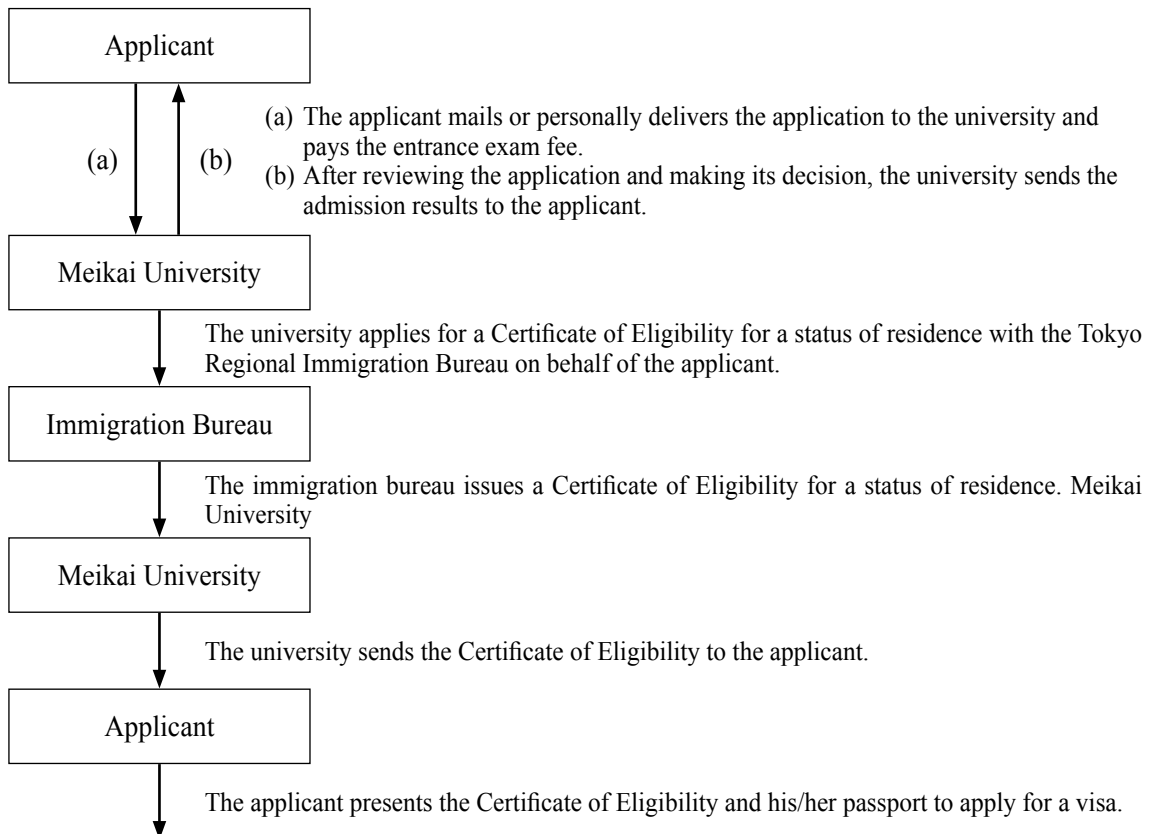 Applicant
(a)
(b)
(a) The applicant mails or personally delivers the application to the university and
pays the entrance exam fee.
(b) After reviewing the application and making its decision, the university sends the
admission results to the applicant.
Meikai University
The university applies for a Certificate of Eligibility for a status of residence with the Tokyo
Regional Immigration Bureau on behalf of the applicant.
Immigration Bureau
The immigration bureau issues a Certificate of Eligibility for a status of residence. Meikai
University
Meikai University
The university sends the Certificate of Eligibility to the applicant.
Applicant
The applicant presents the Certificate of Eligibility and his/her passport to apply for a visa.